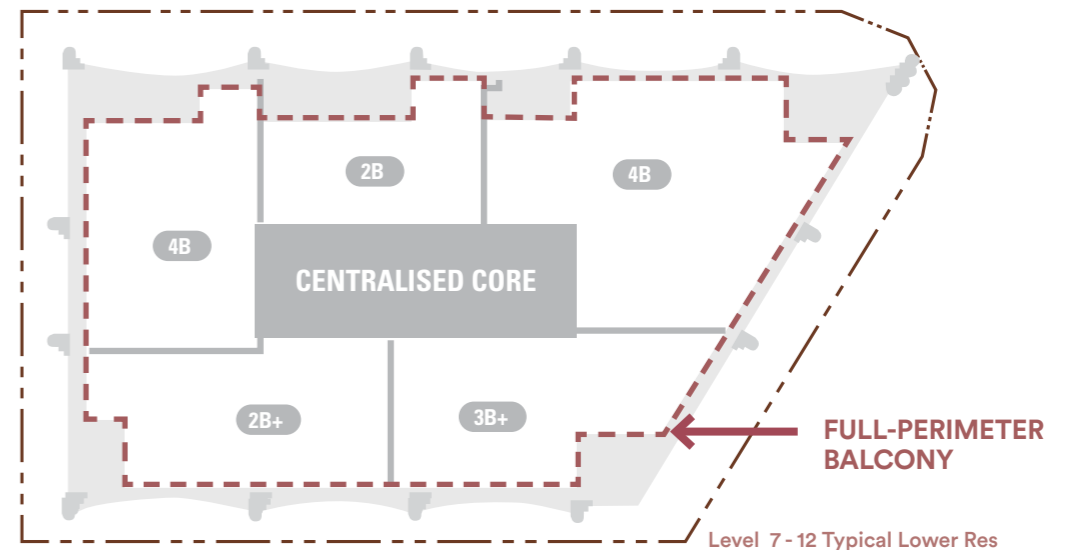 2B
4B
4B
CENTRALISED CORE
2B+
3B+
FULL-PERIMETER
BALCONY
Level 7 - 12 Typical Lower Res